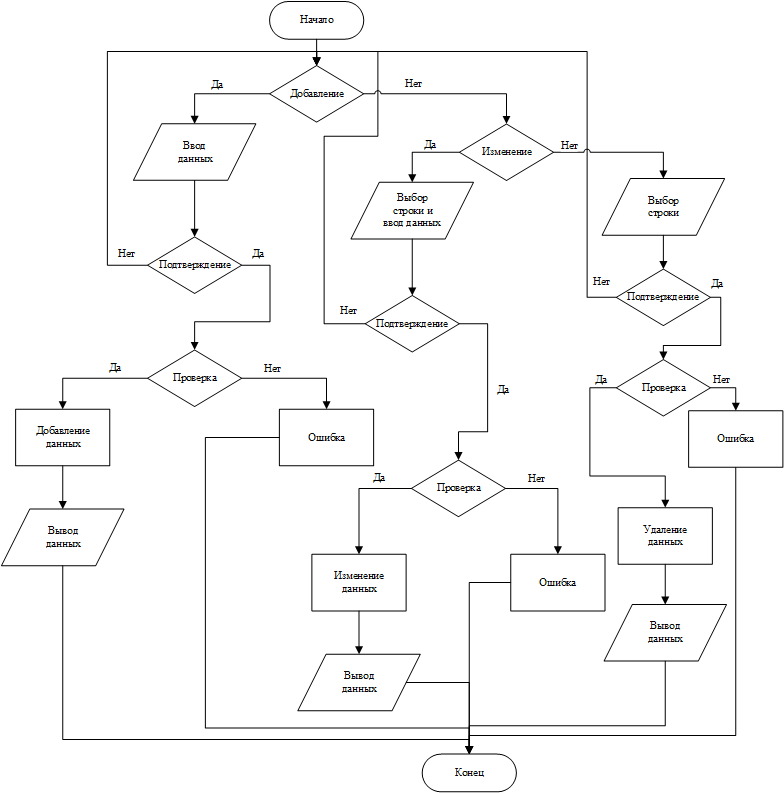 Начало
Да
Нет
Добавление
Ввод
данных
Да
Изменение
Нет
Выбор
строки и
ввод данных
Выбор
строки
Нет
Подтверждение
Да
Нет
Подтверждение
Да
Нет
Подтверждение
Да
Да
Проверка
Нет
Да
Проверка
Нет
Добавление
данных
Ошибка
Ошибка
Да
Проверка
Нет
Вывод
данных
Удаление
данных
Изменение
данных
Ошибка
Вывод
данных
Вывод
данных
Конец